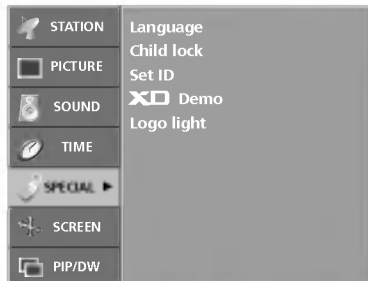 STATION
PICTURE
SOUND
TIME
SPECIAL ▶
SCREEN
PIP/DW
Language
Child lock
Set ID
XD Demo
Logo light